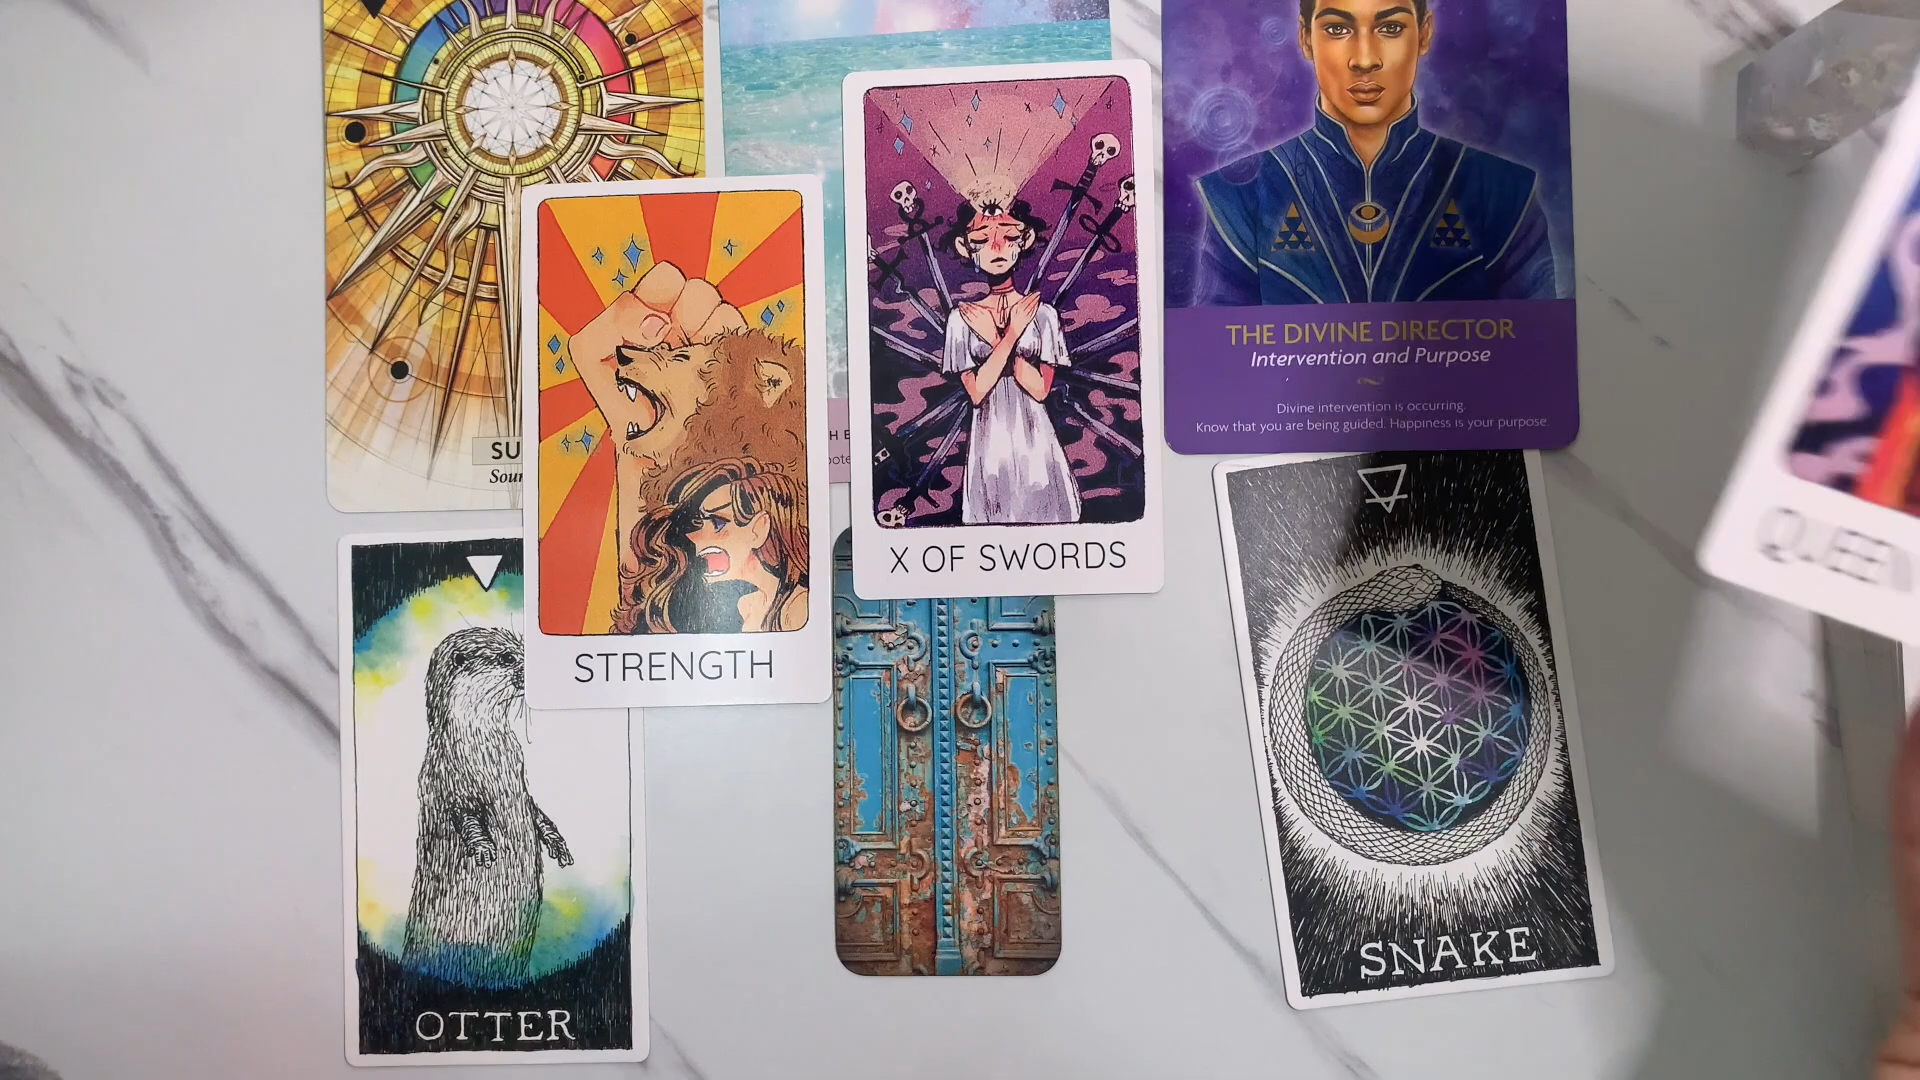 THE DIVINE DIRECTOR
Intervention and Purpose
Divine intervention is occurring.
Know that you are being guided. Happiness is your purpose.
SU
Sour
X OF SWORDS
QUEEN
STRENGTH
SNAKE
OTTER